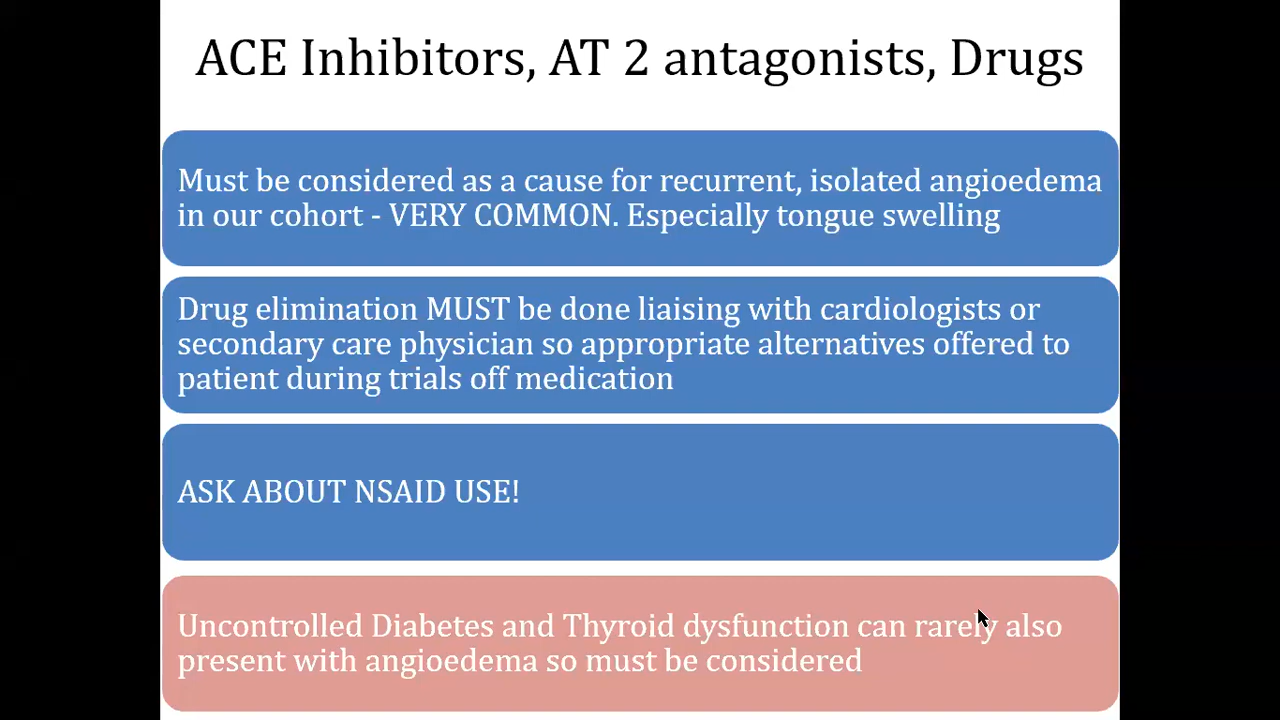 ACE Inhibitors, AT 2 antagonists, Drugs
Must be considered as a cause for recurrent, isolated angioedema
in our cohort - VERY COMMON. Especially tongue swelling
Drug elimination MUST be done liaising with cardiologists or
secondary care physician so appropriate alternatives offered to
patient during trials off medication
ASK ABOUT NSAID USE!
Uncontrolled Diabetes and Thyroid dysfunction can rarely also
present with angioedema so must be considered